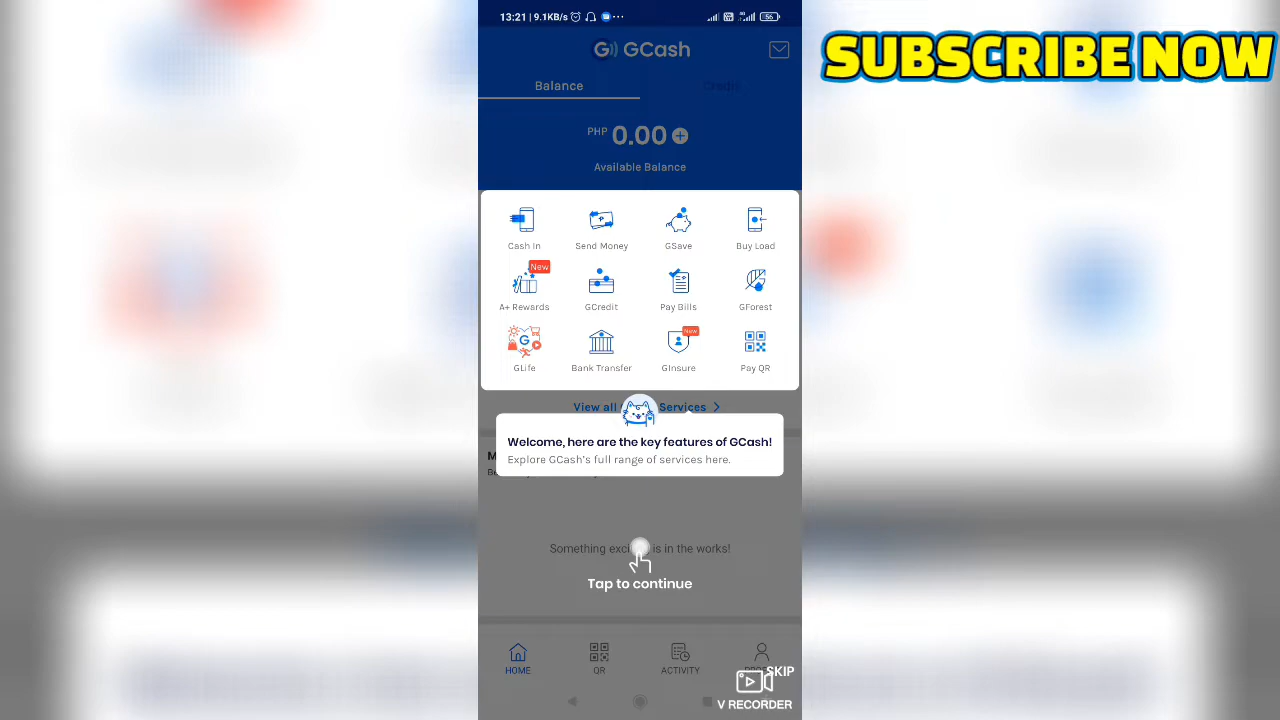 SUBSCRIBE NOW
13:21 | 9.1KB/s
56
GCash
Balance
Credit
PHP 0.00
Available Balance
Cash In
Send Money
GSave
Buy Load
New
A+ Rewards
GCredit
Pay Bills
GForest
New
GLife
Bank Transfer
GInsure
Pay QR
View all
Services
Welcome, here are the key features of GCash!
Explore GCash's full range of services here.
Something is in the works!
Tap to continue
HOME
QR
ACTIVITY
SKIP
V RECORDER